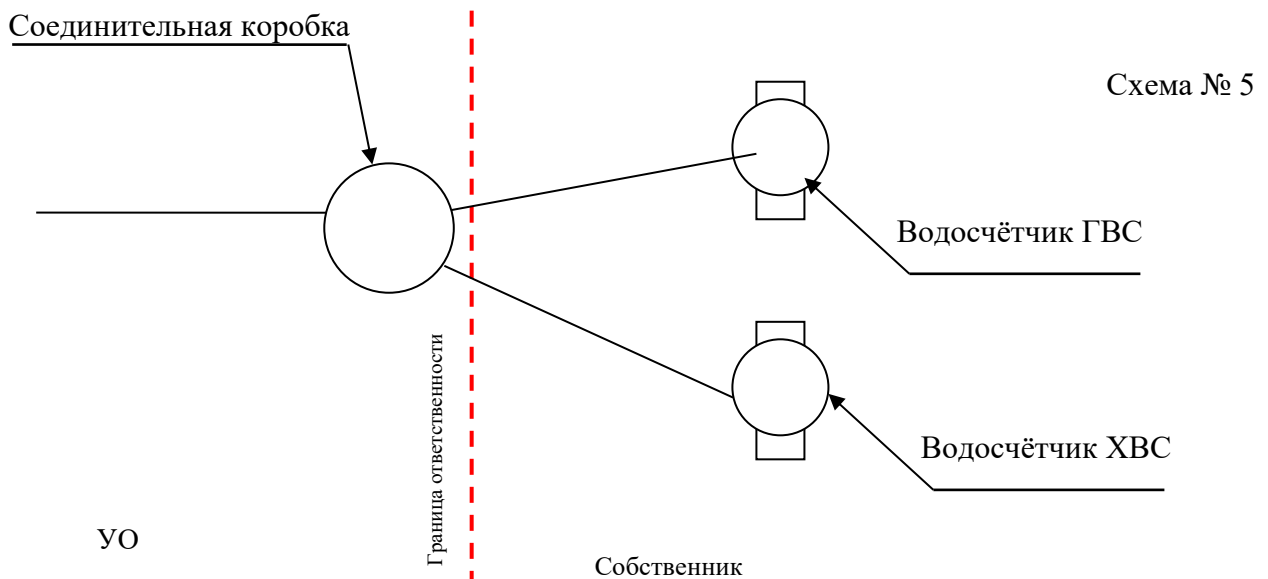 Соединительная коробка
Схема № 5
Водосчётчик ГВС
Граница ответственности
Водосчётчик ХВС
УО
Собственник